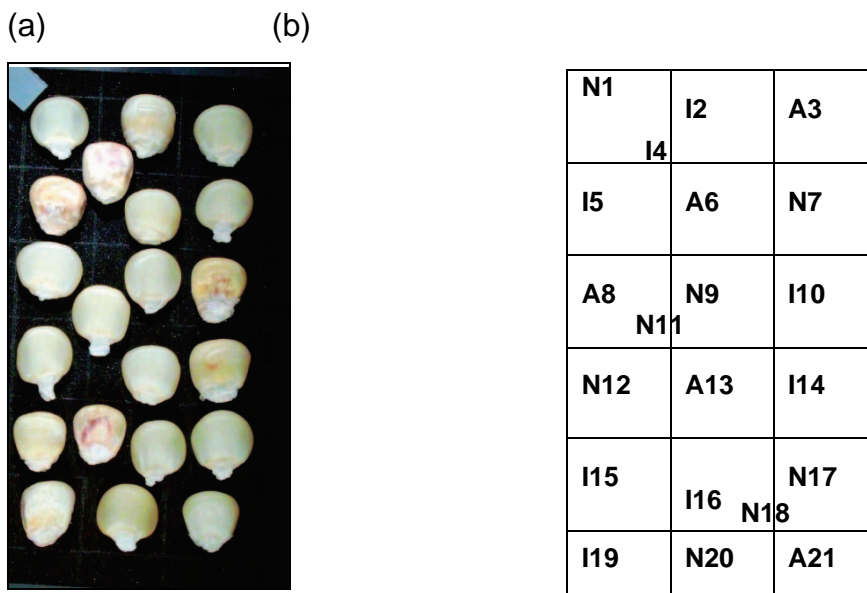 (a) (b)
N1 I2 A3
I4
I5 A6 N7
A8 N9 I10
N11
N12 A13 I14
I15 I16 N17
N18
I19 N20 A21